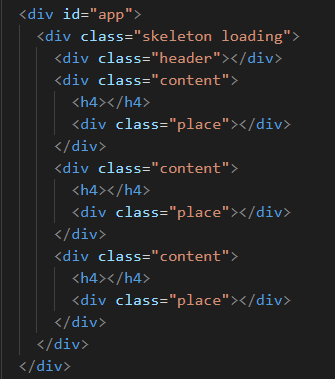 <div id="app">
<div class="skeleton loading">
<div class="header"></div>
<div class="content">
<h4></h4>
<div class="place"></div>
</div>
<div class="content">
<h4></h4>
<div class="place"></div>
</div>
<div class="content">
<h4></h4>
<div class="place"></div>
</div>
</div>
</div>